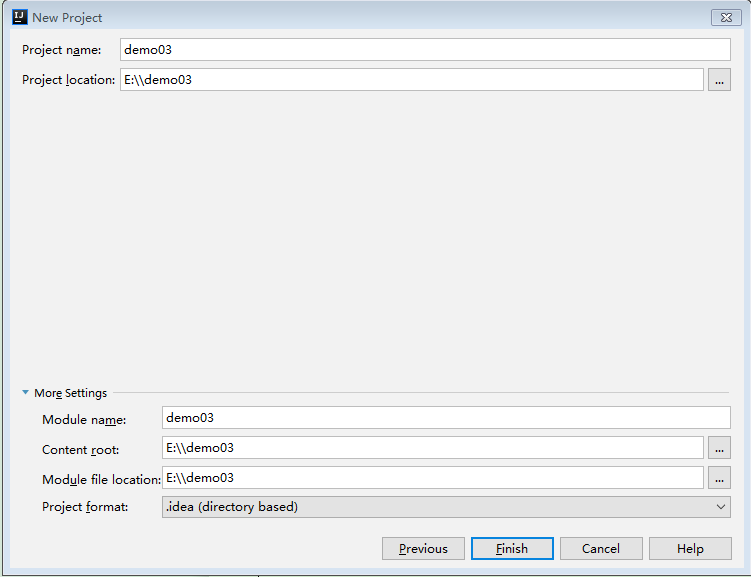 IJ New Project
Project name: demo03
Project location: E:\\demo03 ...
More Settings
Module name: demo03
Content root: E:\\demo03 ...
Module file location: E:\\demo03 ...
Project format: .idea (directory based)
Previous Finish Cancel Help